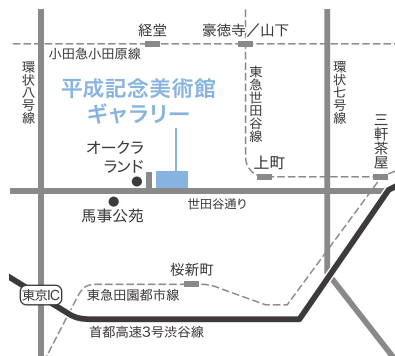 経堂
豪徳寺／山下
小田急小田原線
環状八号線
平成記念美術館
ギャラリー
東急世田谷線
環状七号線
三軒茶屋
オークラ
ランド
上町
世田谷通り
馬事公苑
桜新町
東京IC
東急田園都市線
首都高速3号渋谷線